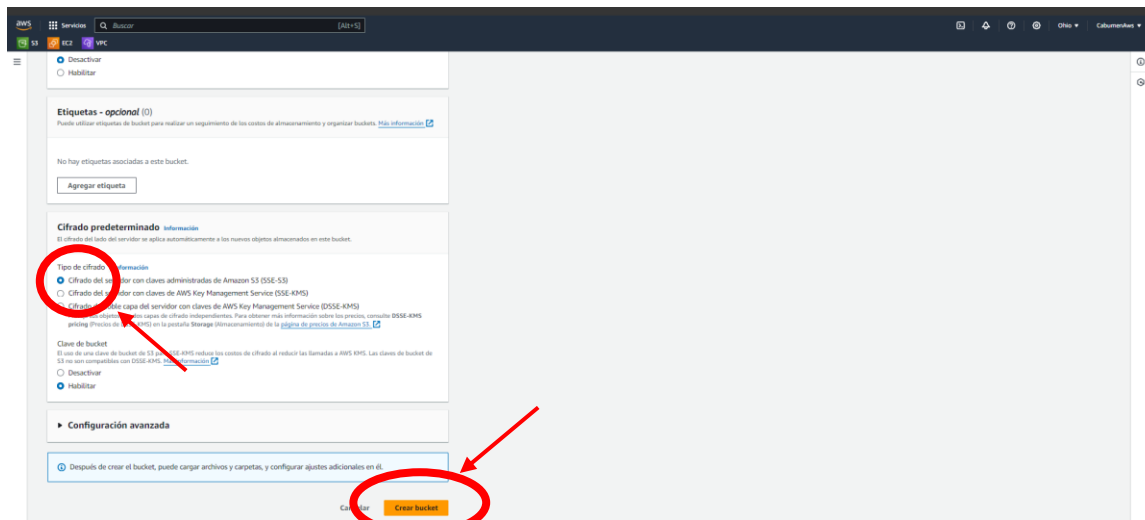 aws
Servicios
Buscar
[Alt+S]
Ohio
CabumenAws
S3
EC2
VPC
Desactivar
Habilitar
Etiquetas - opcional (0)
Puede utilizar etiquetas de bucket para realizar un seguimiento de los costos de almacenamiento y organizar buckets. Más información
No hay etiquetas asociadas a este bucket.
Agregar etiqueta
Cifrado predeterminado Información
El cifrado del lado del servidor se aplica automáticamente a los nuevos objetos almacenados en este bucket.
Tipo de cifrado Información
Cifrado del servidor con claves administradas de Amazon S3 (SSE-S3)
Cifrado del servidor con claves de AWS Key Management Service (SSE-KMS)
Cifrado de doble capa del servidor con claves de AWS Key Management Service (DSSE-KMS)
objetos capas de cifrado independientes. Para obtener más información sobre los precios, consulte DSSE-KMS
pricing (Precios de KMS) en la pestaña Storage (Almacenamiento) de la página de precios de Amazon S3.
Clave de bucket
El uso de una clave de bucket de S3 para SSE-KMS reduce los costos de cifrado al reducir las llamadas a AWS KMS. Las claves de bucket de
S3 no son compatibles con DSSE-KMS. Más información
Desactivar
Habilitar
Configuración avanzada
Después de crear el bucket, puede cargar archivos y carpetas, y configurar ajustes adicionales en él.
Cancelar
Crear bucket